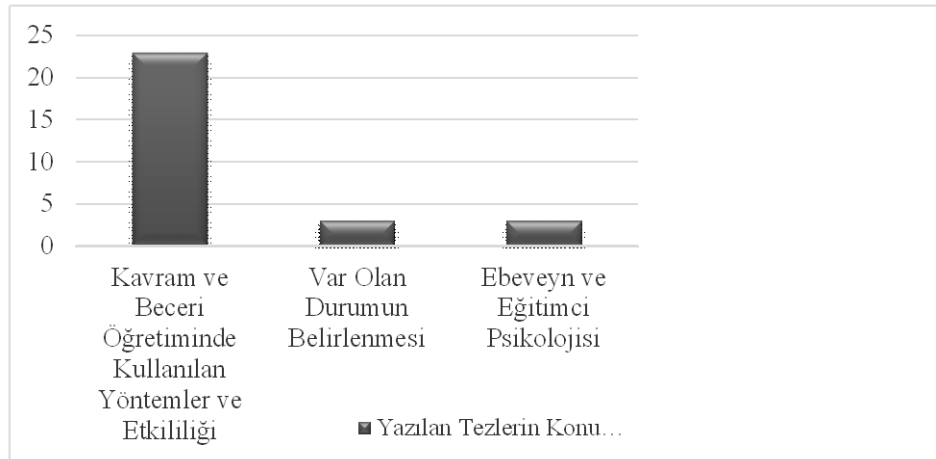 25
20
15
10
5
0
Kavram ve
Beceri
Öğretiminde
Kullanılan
Yöntemler ve
Etkililiği
Var Olan
Durumun
Belirlenmesi
Ebeveyn ve
Eğitimci
Psikolojisi
Yazılan Tezlerin Konu…